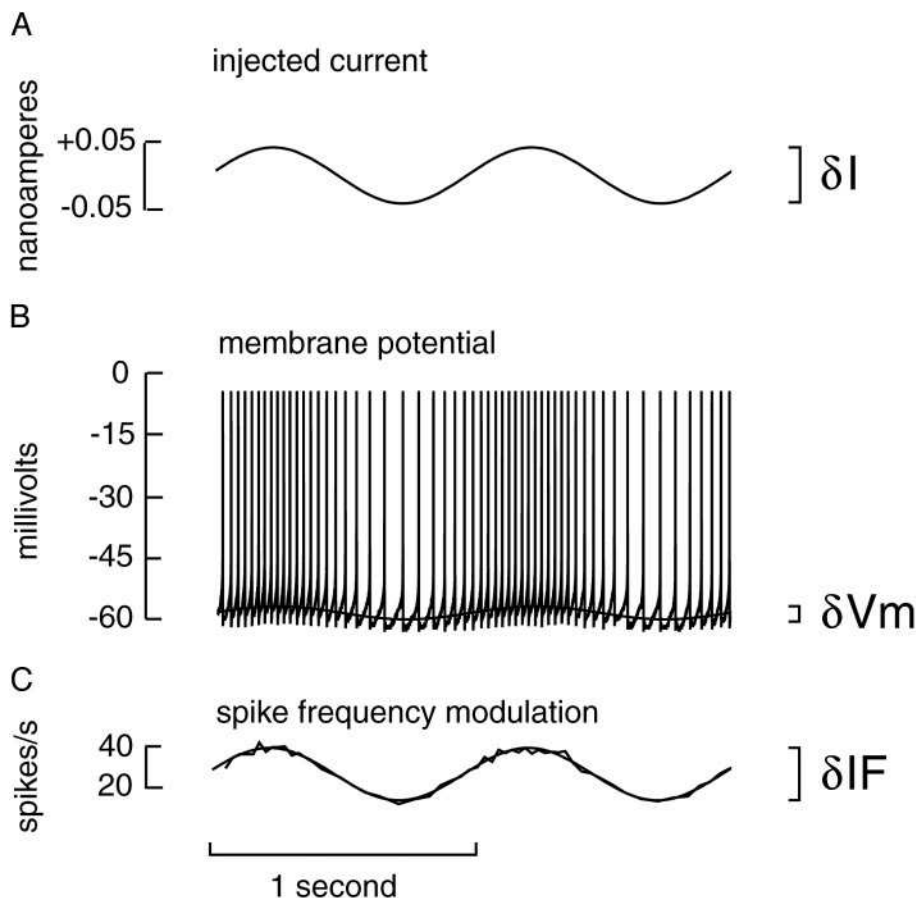 A
injected current
nanoamperes
+0.05
-0.05
δI
B
membrane potential
millivolts
0
-15
-30
-45
-60
δVm
C
spike frequency modulation
spikes/s
40
20
δIF
1 second